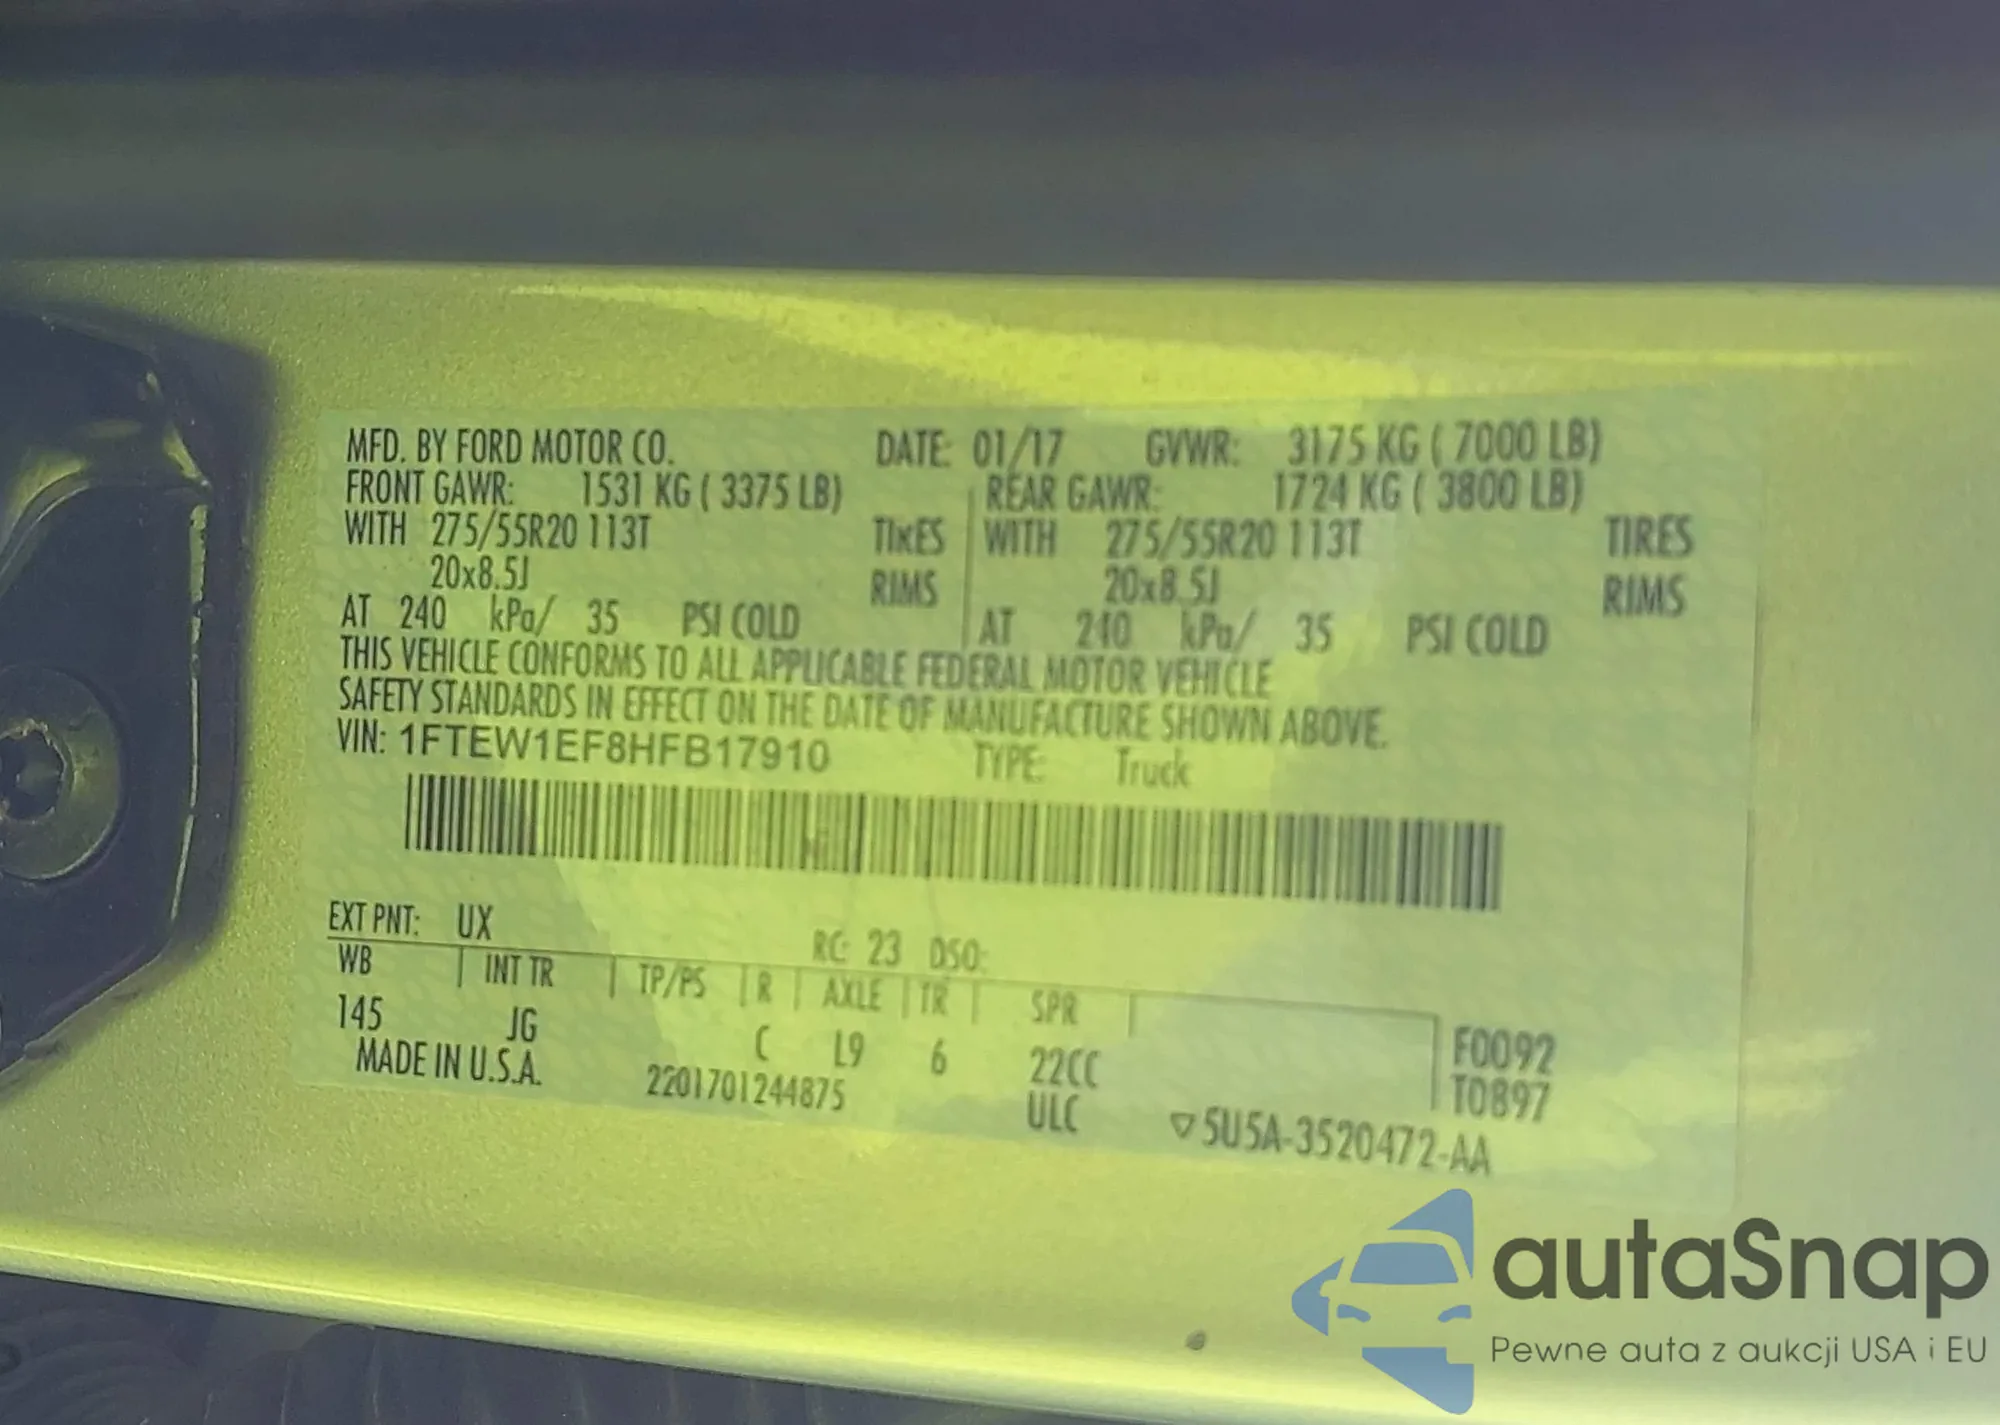 MFD. BY FORD MOTOR CO. DATE: 01/17 GVWR: 3175 KG ( 7000 LB)
FRONT GAWR: 1531 KG ( 3375 LB) REAR GAWR: 1724 KG ( 3800 LB)
WITH 275/55R20 113T TIRES WITH 275/55R20 113T TIRES
20x8.5J RIMS 20x8.5J RIMS
AT 240 kPa/ 35 PSI COLD AT 240 kPa/ 35 PSI COLD
THIS VEHICLE CONFORMS TO ALL APPLICABLE FEDERAL MOTOR VEHICLE
SAFETY STANDARDS IN EFFECT ON THE DATE OF MANUFACTURE SHOWN ABOVE.
VIN: 1FTEW1EF8HFB17910 TYPE: Truck
EXT PNT: UX RC: 23 DSO:
WB INT TR TP/PS R AXLE TR SPR
145 JG C L9 6 22CC F0092
MADE IN U.S.A. 2201701244875 ULC T0897
▽5U5A-3520472-AA
autaSnap
Pewne auta z aukcji USA i EU